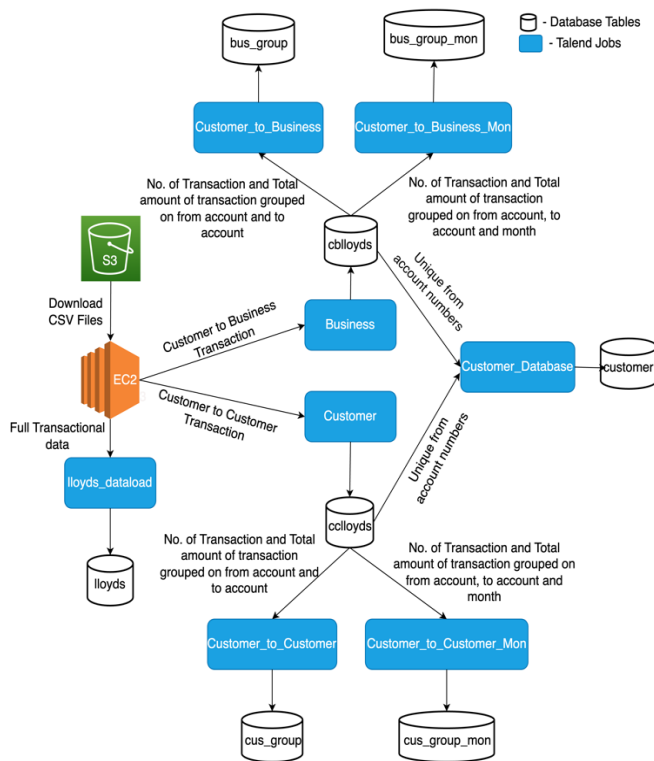 - Database Tables
- Talend Jobs
bus_group
bus_group_mon
Customer_to_Business
Customer_to_Business_Mon
No. of Transaction and Total
amount of transaction grouped
on from account and to
account
No. of Transaction and Total
amount of transaction
grouped on from account, to
account and month
S3
cblloyds
Download
CSV Files
Unique from
account numbers
Customer to Business
Transaction
Business
EC2
Customer_Database
customer
Customer to Customer
Transaction
Customer
Full Transactional
data
Unique from
account numbers
lloyds_dataload
cclloyds
No. of Transaction and Total
amount of transaction
grouped on from account and
to account
No. of Transaction and Total
amount of transaction grouped on
from account, to account and
month
lloyds
Customer_to_Customer
Customer_to_Customer_Mon
cus_group
cus_group_mon